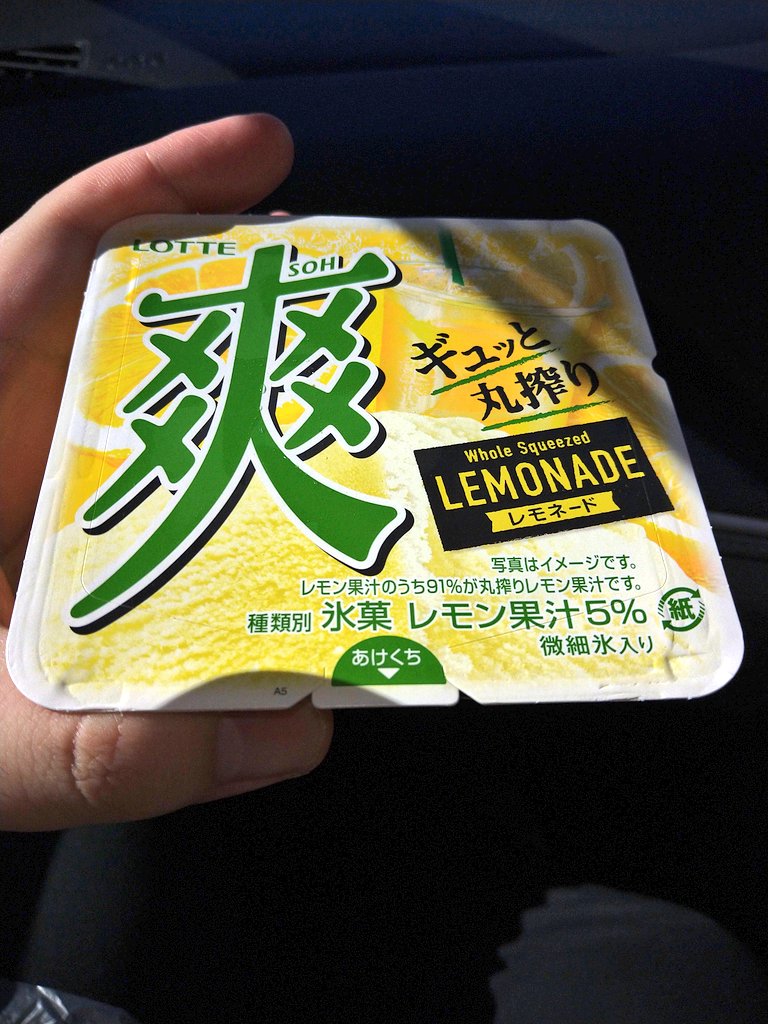 LOTTE
爽
SOH
ギュッと
丸搾り
Whole Squeezed
LEMONADE
レモネード
写真はイメージです。
レモン果汁のうち91%が丸搾りレモン果汁です。
種類別 氷菓 レモン果汁5%
紙
微細氷入り
あけくち
A5